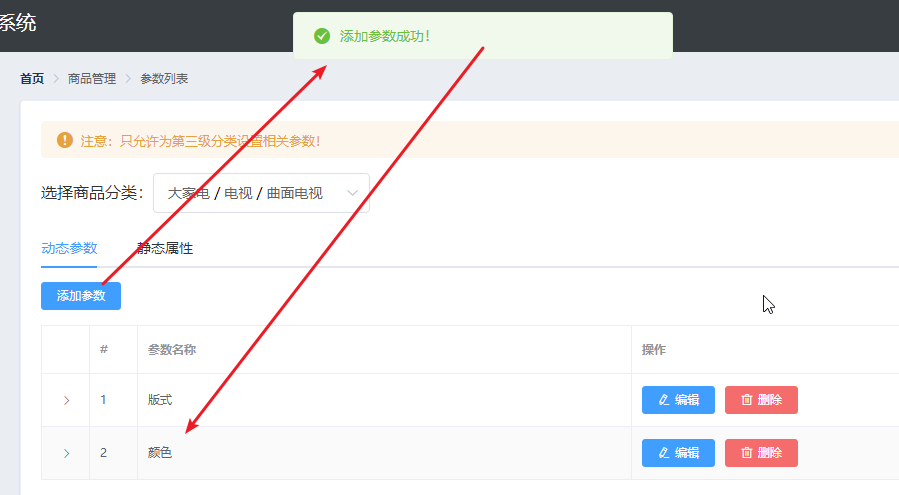 系统
添加参数成功！
首页 > 商品管理 > 参数列表
注意：只允许为第三级分类设置相关参数！
选择商品分类： 大家电 / 电视 / 曲面电视
动态参数 静态属性
添加参数
# 参数名称 操作
1 版式 编辑 删除
2 颜色 编辑 删除